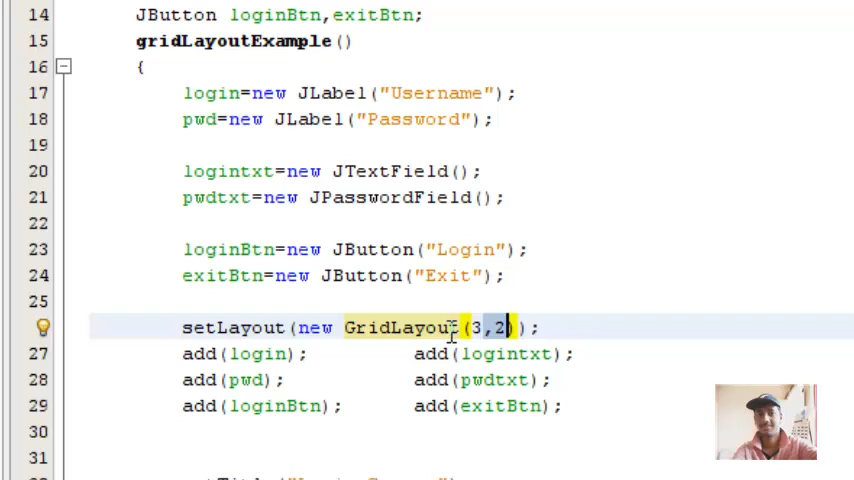 14 JButton loginBtn,exitBtn;
15 gridLayoutExample()
16 {
17 login=new JLabel("Username");
18 pwd=new JLabel("Password");
19
20 logintxt=new JTextField();
21 pwdtxt=new JPasswordField();
22
23 loginBtn=new JButton("Login");
24 exitBtn=new JButton("Exit");
25
setLayout(new GridLayout(3,2));
27 add(login); add(logintxt);
28 add(pwd); add(pwdtxt);
29 add(loginBtn); add(exitBtn);
30
31